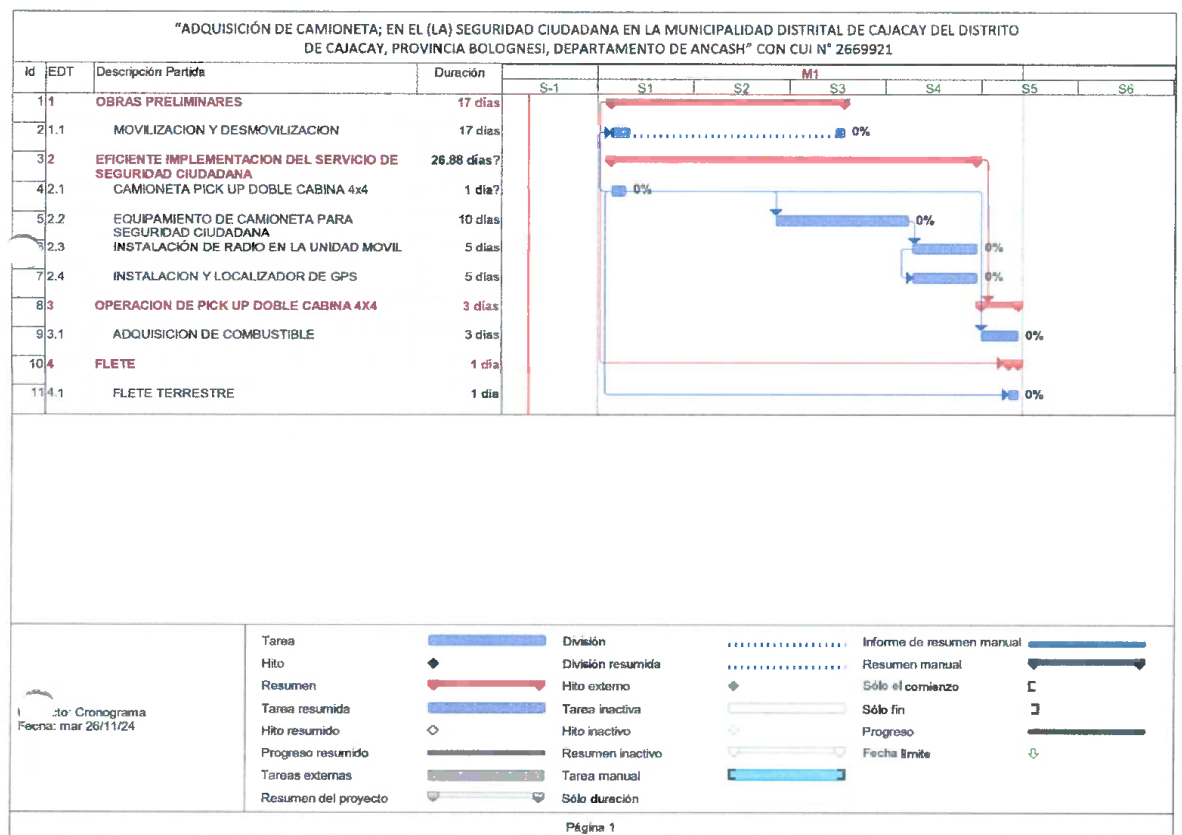 "ADQUISICIÓN DE CAMIONETA; EN EL (LA) SEGURIDAD CIUDADANA EN LA MUNICIPALIDAD DISTRITAL DE CAJACAY DEL DISTRITO
DE CAJACAY, PROVINCIA BOLOGNESI, DEPARTAMENTO DE ANCASH" CON CUI N° 2669921
Id EDT Descripción Partida Duración M1
S-1 S1 S2 S3 S4 S5 S6
1 1 OBRAS PRELIMINARES 17 días
2 1.1 MOVILIZACION Y DESMOVILIZACION 17 días 0%
3 2 EFICIENTE IMPLEMENTACION DEL SERVICIO DE 26.88 días?
SEGURIDAD CIUDADANA
4 2.1 CAMIONETA PICK UP DOBLE CABINA 4x4 1 día? 0%
5 2.2 EQUIPAMIENTO DE CAMIONETA PARA 10 días 0%
SEGURIDAD CIUDADANA
2.3 INSTALACIÓN DE RADIO EN LA UNIDAD MOVIL 5 días 0%
7 2.4 INSTALACION Y LOCALIZADOR DE GPS 5 días 0%
8 3 OPERACION DE PICK UP DOBLE CABINA 4X4 3 días
9 3.1 ADQUISICION DE COMBUSTIBLE 3 días 0%
10 4 FLETE 1 día
11 4.1 FLETE TERRESTRE 1 día 0%
Tarea División Informe de resumen manual
Hito División resumida Resumen manual
Resumen Hito externo Sólo el comienzo
Tarea resumida Tarea inactiva Sólo fin
Hito resumido Hito inactivo Progreso
Progreso resumido Resumen inactivo Fecha límite
Tareas externas Tarea manual
Resumen del proyecto Sólo duración
Cronograma
Fecha: mar 26/11/24
Página 1